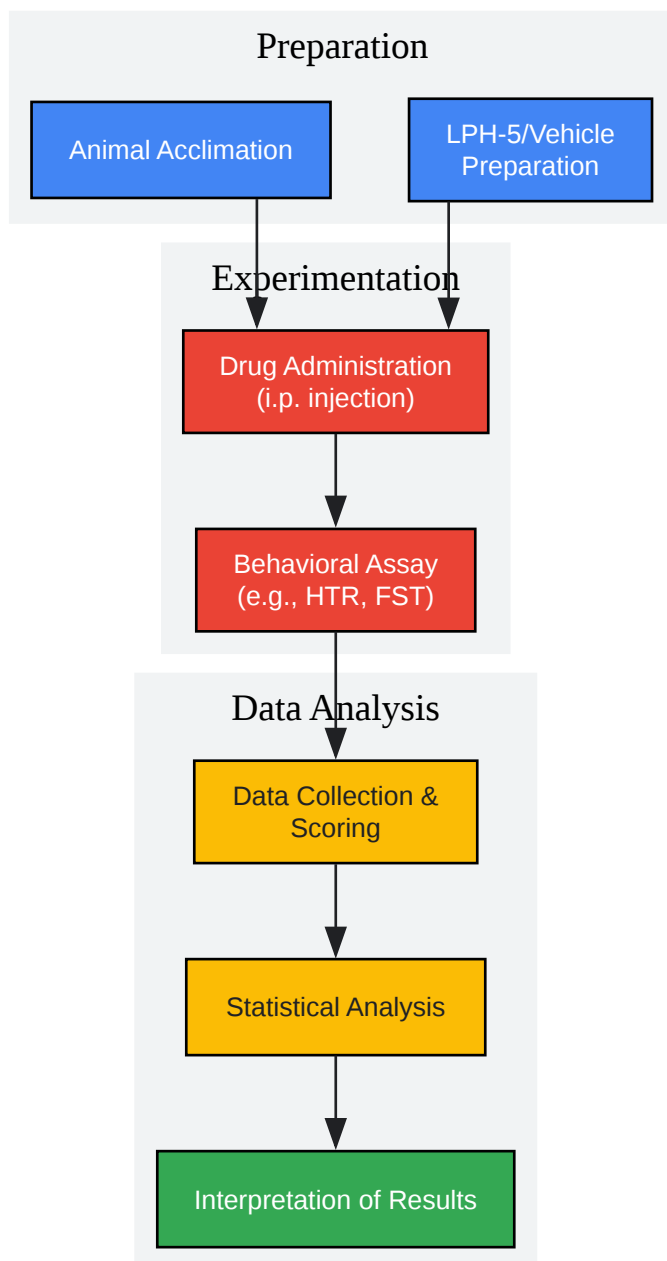 Preparation
Animal Acclimation
LPH-5/Vehicle
Preparation
Experimentation
Drug Administration
(i.p. injection)
Behavioral Assay
(e.g., HTR, FST)
Data Analysis
Data Collection &
Scoring
Statistical Analysis
Interpretation of Results